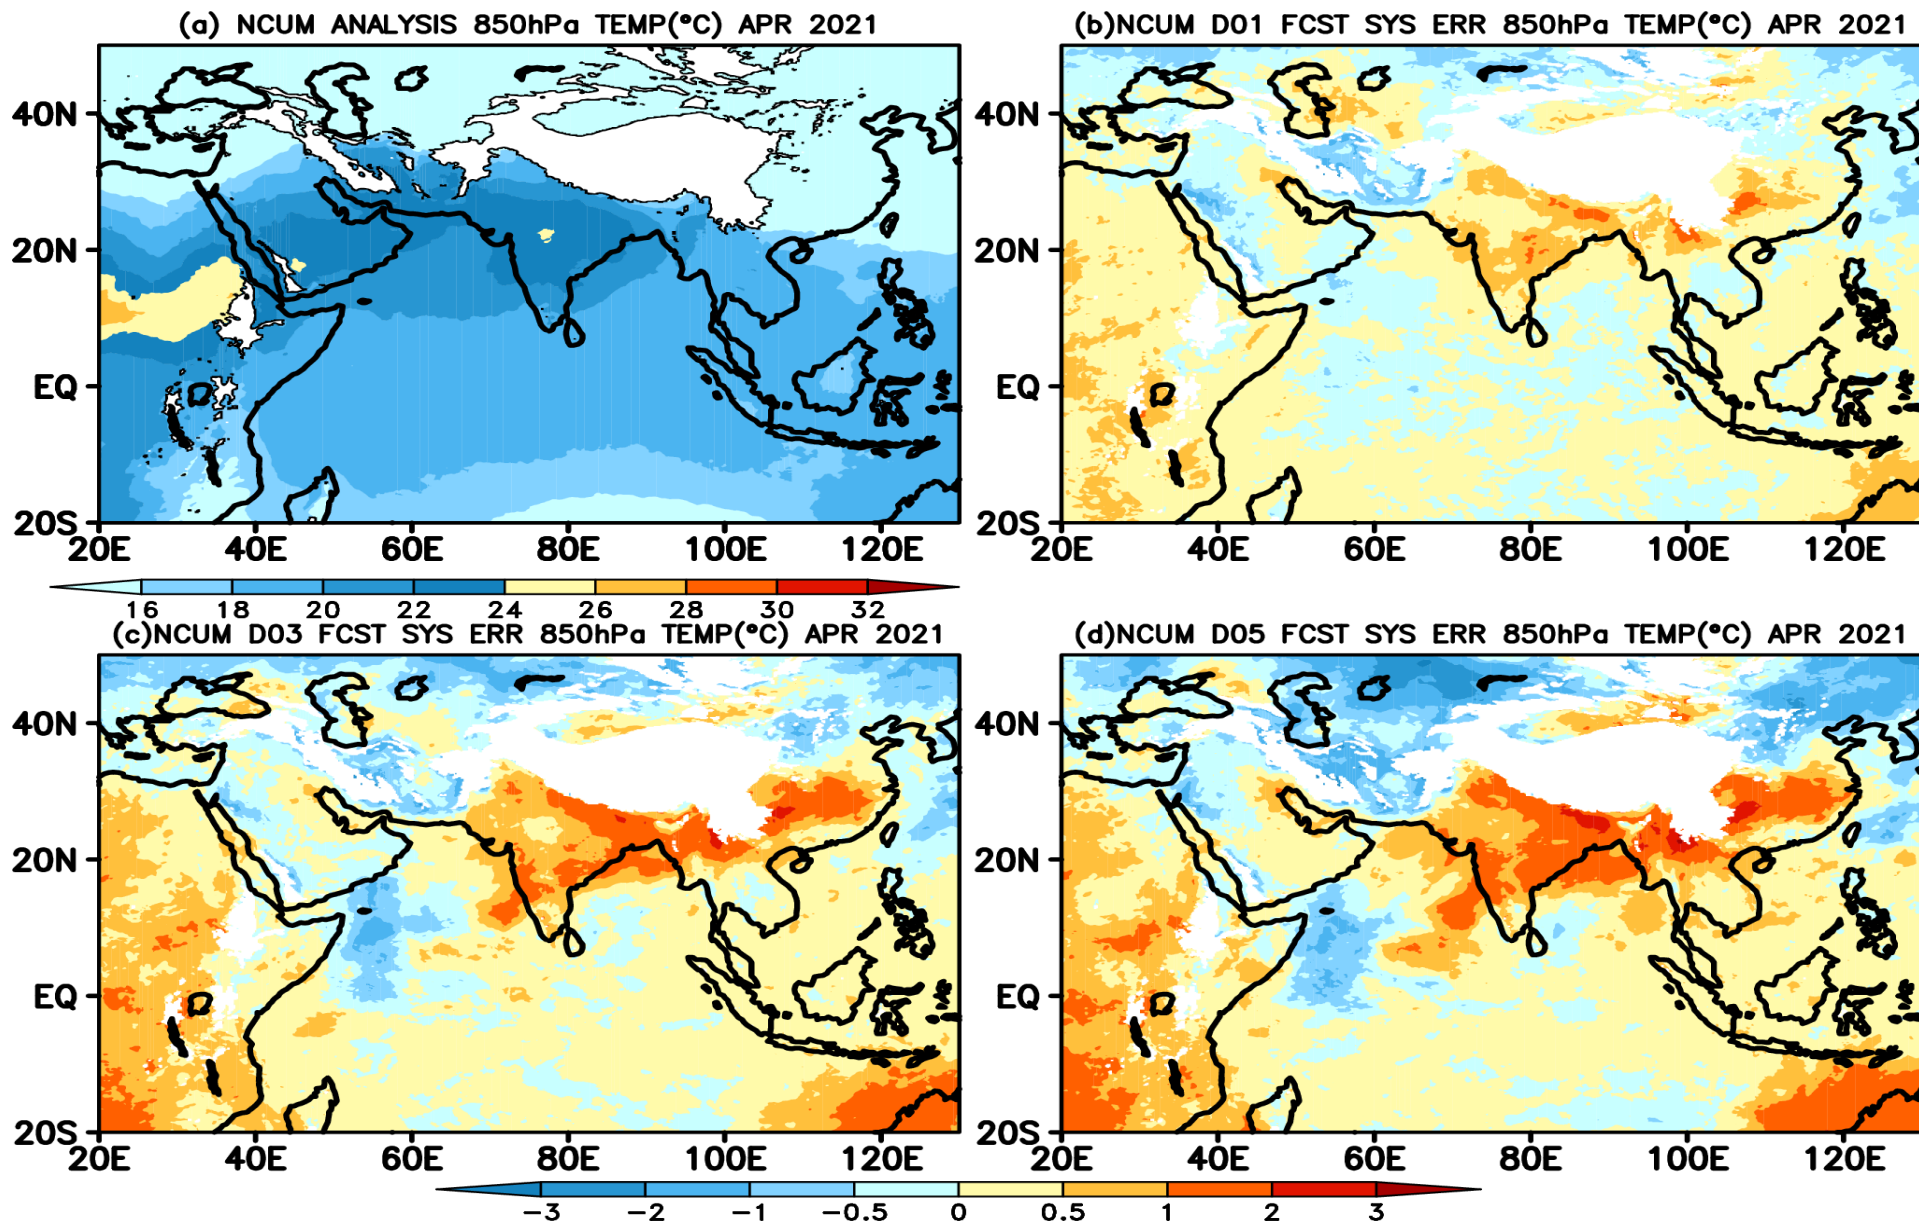 (a) NCUM ANALYSIS 850hPa TEMP(°C) APR 2021
(b)NCUM D01 FCST SYS ERR 850hPa TEMP(°C) APR 2021
40N
20N
EQ
20S
20E 40E 60E 80E 100E 120E
40N
20N
EQ
20S
20E 40E 60E 80E 100E 120E
16 18 20 22 24 26 28 30 32
(c)NCUM D03 FCST SYS ERR 850hPa TEMP(°C) APR 2021
(d)NCUM D05 FCST SYS ERR 850hPa TEMP(°C) APR 2021
40N
20N
EQ
20S
20E 40E 60E 80E 100E 120E
40N
20N
EQ
20S
20E 40E 60E 80E 100E 120E
-3 -2 -1 -0.5 0 0.5 1 2 3